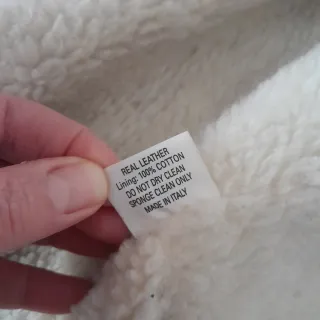 REAL LEATHER
Lining: 100% COTTON
DO NOT DRY CLEAN
SPONGE CLEAN ONLY
MADE IN ITALY